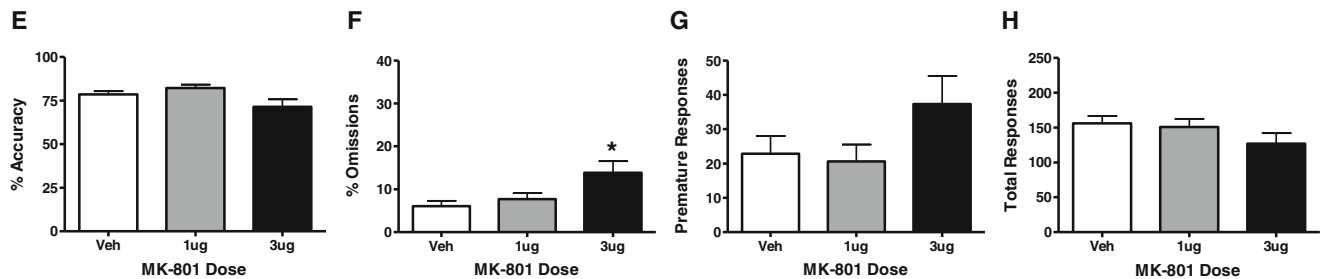 E
F
G
H
% Accuracy
100
75
50
25
0
Veh
1ug
3ug
MK-801 Dose
% Omissions
40
30
20
10
0
*
Veh
1ug
3ug
MK-801 Dose
Premature Responses
50
40
30
20
10
0
Veh
1ug
3ug
MK-801 Dose
Total Responses
250
200
150
100
50
0
Veh
1ug
3ug
MK-801 Dose